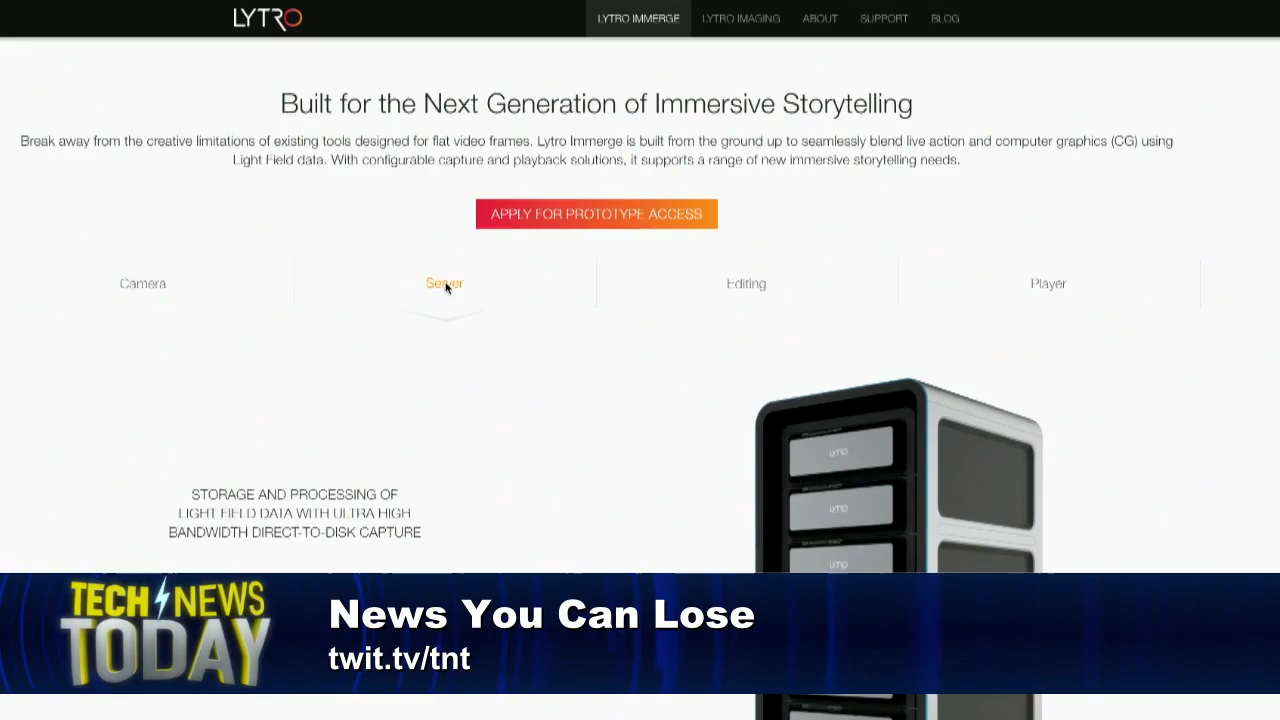 LYTRO
LYTRO IMMERGE LYTRO IMAGING ABOUT SUPPORT BLOG
Built for the Next Generation of Immersive Storytelling
Break away from the creative limitations of existing tools designed for flat video frames. Lytro Immerge is built from the ground up to seamlessly blend live action and computer graphics (CG) using
Light Field data. With configurable capture and playback solutions, it supports a range of new immersive storytelling needs.
APPLY FOR PROTOTYPE ACCESS
Camera Server Editing Player
LYTRO
LYTRO
LYTRO
STORAGE AND PROCESSING OF
LIGHT FIELD DATA WITH ULTRA HIGH
BANDWIDTH DIRECT-TO-DISK CAPTURE
TECH NEWS
TODAY
News You Can Lose
twit.tv/tnt